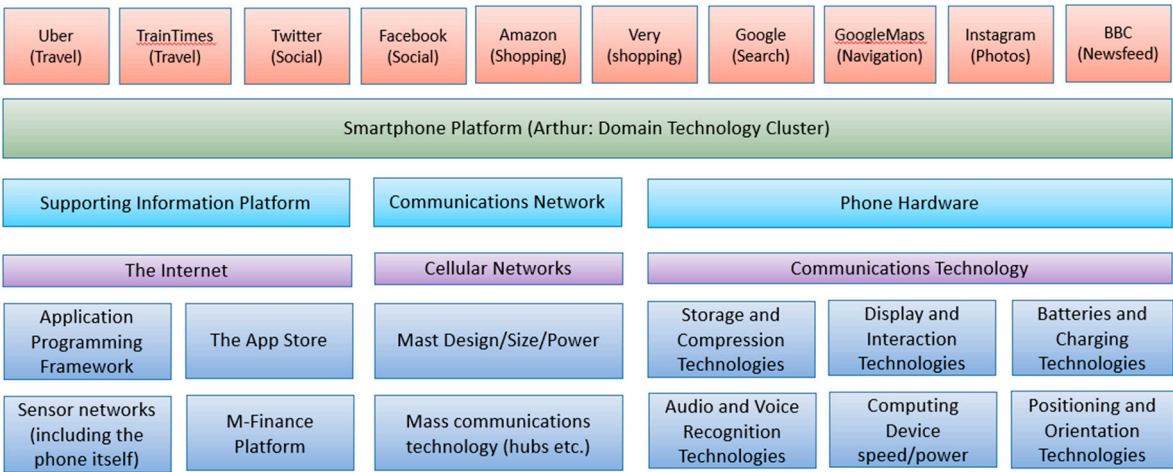 Uber
(Travel)
TrainTimes
(Travel)
Twitter
(Social)
Facebook
(Social)
Amazon
(Shopping)
Very
(shopping)
Google
(Search)
GoogleMaps
(Navigation)
Instagram
(Photos)
BBC
(Newsfeed)
Smartphone Platform (Arthur: Domain Technology Cluster)
Supporting Information Platform
Communications Network
Phone Hardware
The Internet
Cellular Networks
Communications Technology
Application
Programming
Framework
The App Store
Mast Design/Size/Power
Storage and
Compression
Technologies
Display and
Interaction
Technologies
Batteries and
Charging
Technologies
Sensor networks
(including the
phone itself)
M-Finance
Platform
Mass communications
technology (hubs etc.)
Audio and Voice
Recognition
Technologies
Computing
Device
speed/power
Positioning and
Orientation
Technologies